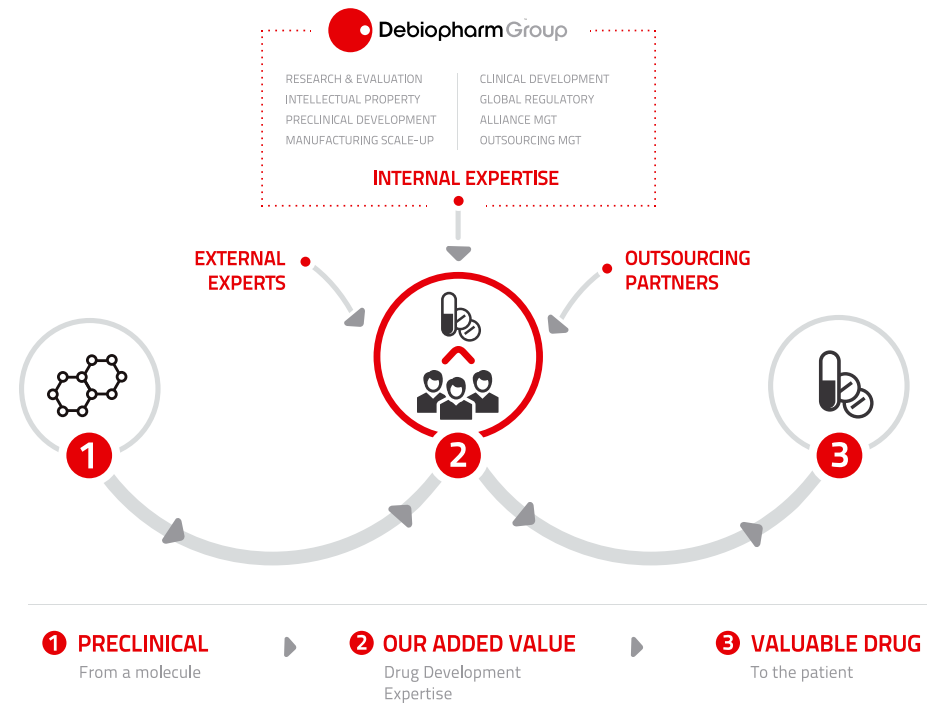 Debiopharm Group
RESEARCH & EVALUATION
INTELLECTUAL PROPERTY
PRECLINICAL DEVELOPMENT
MANUFACTURING SCALE-UP
CLINICAL DEVELOPMENT
GLOBAL REGULATORY
ALLIANCE MGT
OUTSOURCING MGT
INTERNAL EXPERTISE
EXTERNAL
EXPERTS
OUTSOURCING
PARTNERS
1
2
3
1 PRECLINICAL
From a molecule
2 OUR ADDED VALUE
Drug Development
Expertise
3 VALUABLE DRUG
To the patient